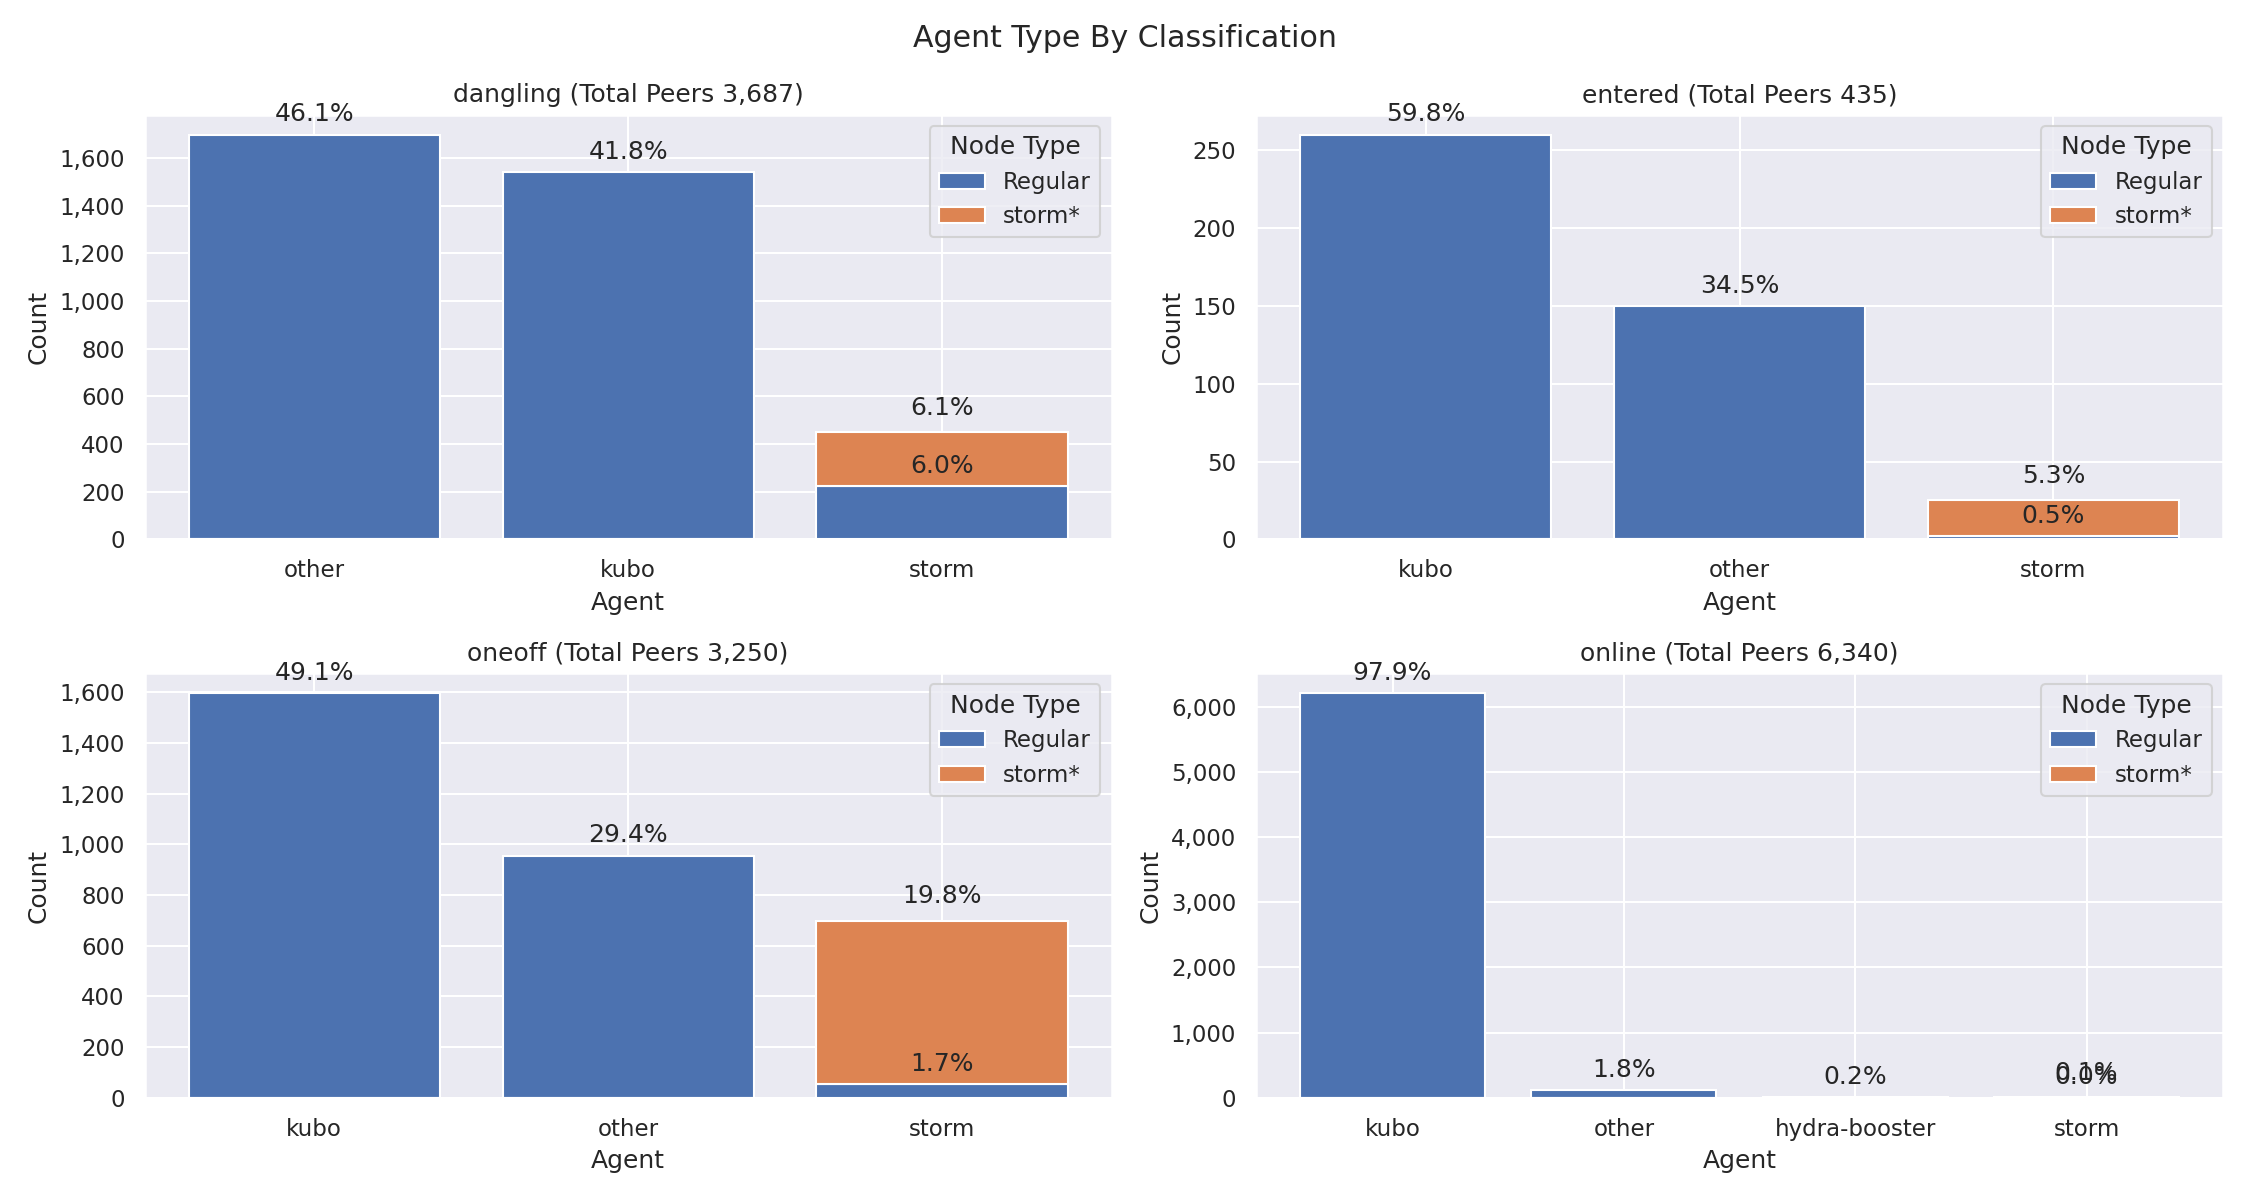 Agent Type By Classification
dangling (Total Peers 3,687)
46.1%
41.8%
6.1%
6.0%
Node Type
Regular
storm*
1,600
1,400
1,200
1,000
800
600
400
200
0
Count
other
kubo
storm
Agent
entered (Total Peers 435)
59.8%
34.5%
5.3%
0.5%
Node Type
Regular
storm*
250
200
150
100
50
0
Count
kubo
other
storm
Agent
oneoff (Total Peers 3,250)
49.1%
29.4%
19.8%
1.7%
Node Type
Regular
storm*
1,600
1,400
1,200
1,000
800
600
400
200
0
Count
kubo
other
storm
Agent
online (Total Peers 6,340)
97.9%
1.8%
0.2%
0.1%
0.0%
Node Type
Regular
storm*
6,000
5,000
4,000
3,000
2,000
1,000
0
Count
kubo
other
hydra-booster
storm
Agent